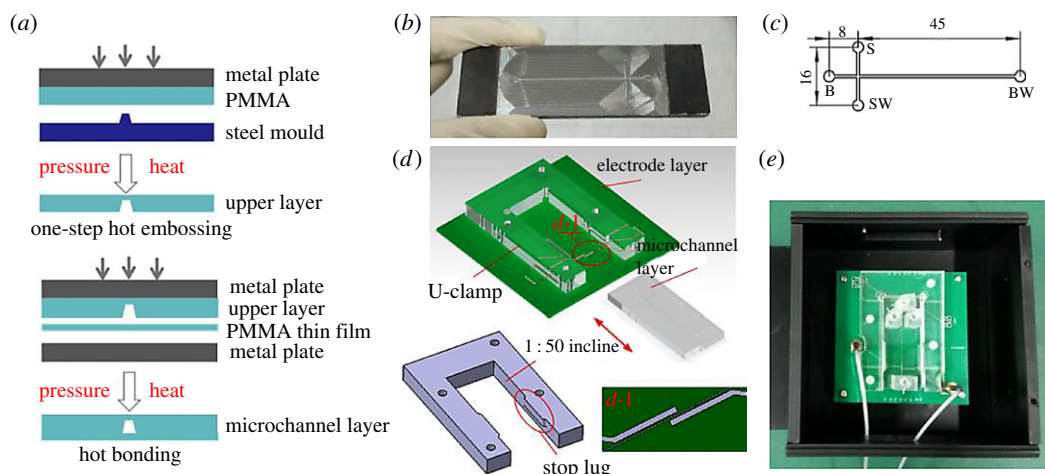 (a)
metal plate
PMMA
steel mould
pressure heat
upper layer
one-step hot embossing
metal plate
upper layer
PMMA thin film
metal plate
pressure heat
microchannel layer
hot bonding
(b)
(c)
8
45
S
16
B
BW
SW
(d)
electrode layer
d-1
microchannel
layer
U-clamp
1 : 50 incline
d-1
stop lug
(e)